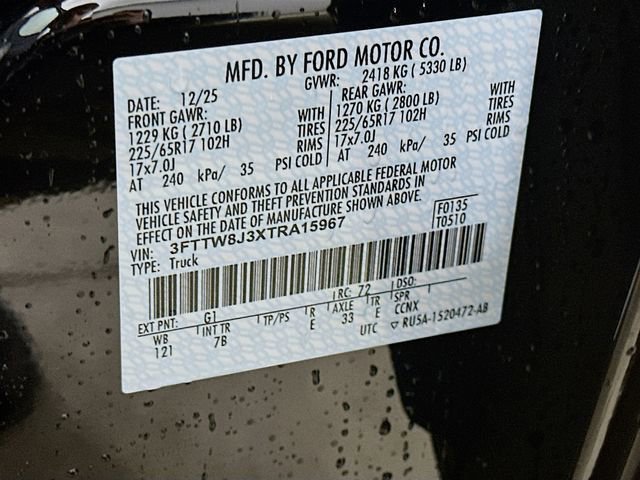 MFD. BY FORD MOTOR CO.
DATE: 12/25 GVWR: 2418 KG ( 5330 LB)
FRONT GAWR: REAR GAWR:
1229 KG ( 2710 LB) WITH 1270 KG ( 2800 LB) WITH
225/65R17 102H TIRES 225/65R17 102H TIRES
17x7.0J RIMS 17x7.0J RIMS
AT 240 kPa/ 35 PSI COLD AT 240 kPa/ 35 PSI COLD
THIS VEHICLE CONFORMS TO ALL APPLICABLE FEDERAL MOTOR
VEHICLE SAFETY AND THEFT PREVENTION STANDARDS IN
EFFECT ON THE DATE OF MANUFACTURE SHOWN ABOVE.
VIN: 3FTTW8J3XTRA15967 F0135
TYPE: Truck T0510
EXT PNT: G1 RC: 72 DSO:
WB INT TR TP/PS R AXLE TR SPR
121 7B E 33 E CCNX
UTC RU5A-1520472-AB